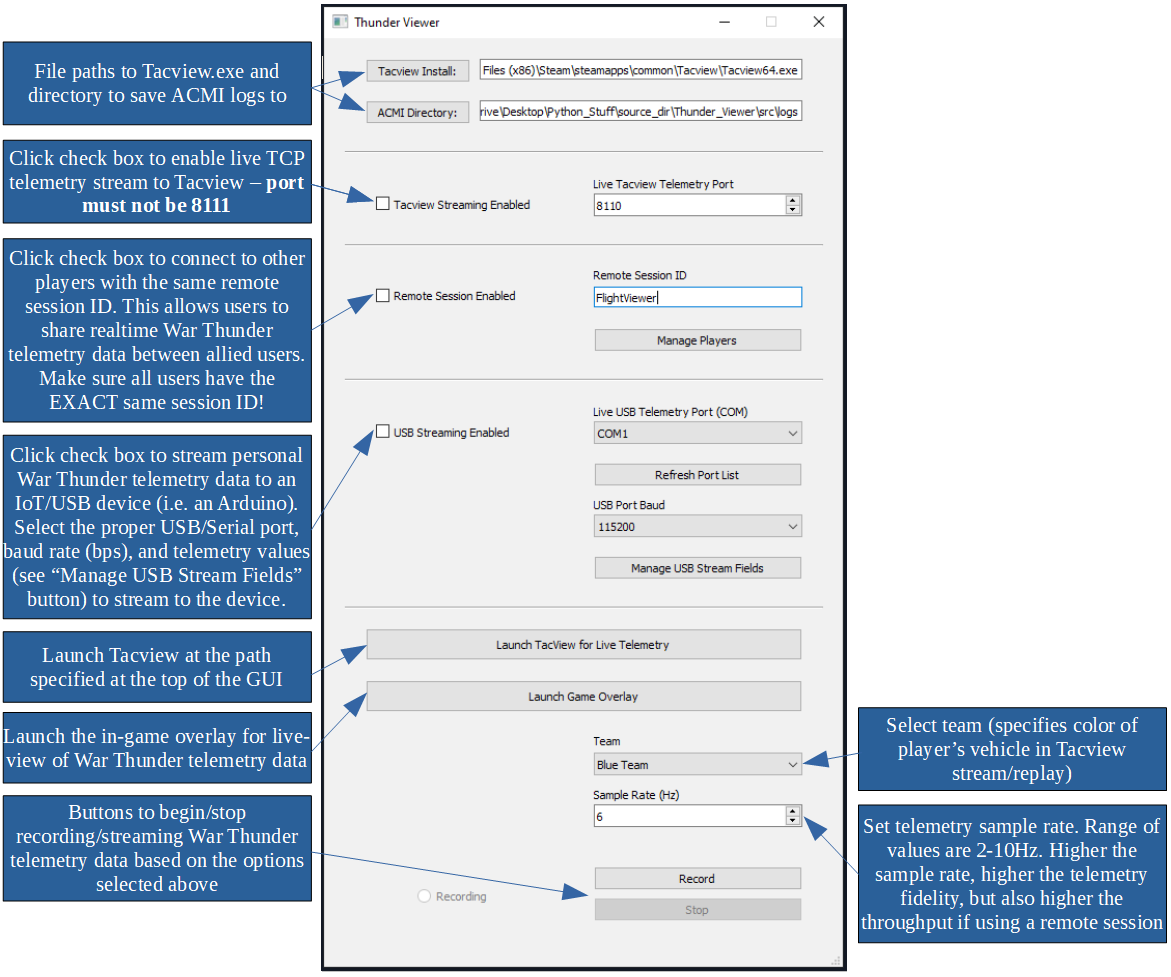 Thunder Viewer
File paths to Tacview.exe and
directory to save ACMI logs to
Tacview Install:
Files (x86)\Steam\steamapps\common\Tacview\Tacview64.exe
ACMI Directory:
rive\Desktop\Python_Stuff\source_dir\Thunder_Viewer\src\logs
Click check box to enable live TCP
telemetry stream to Tacview – port
must not be 8111
Tacview Streaming Enabled
Live Tacview Telemetry Port
8110
Click check box to connect to other
players with the same remote
session ID. This allows users to
share realtime War Thunder
telemetry data between allied users.
Make sure all users have the
EXACT same session ID!
Remote Session Enabled
Remote Session ID
FlightViewer
Manage Players
Click check box to stream personal
War Thunder telemetry data to an
IoT/USB device (i.e. an Arduino).
Select the proper USB/Serial port,
baud rate (bps), and telemetry values
(see “Manage USB Stream Fields”
button) to stream to the device.
USB Streaming Enabled
Live USB Telemetry Port (COM)
COM1
Refresh Port List
USB Port Baud
115200
Manage USB Stream Fields
Launch Tacview at the path
specified at the top of the GUI
Launch TacView for Live Telemetry
Launch the in-game overlay for live-
view of War Thunder telemetry data
Launch Game Overlay
Team
Blue Team
Select team (specifies color of
player’s vehicle in Tacview
stream/replay)
Sample Rate (Hz)
6
Set telemetry sample rate. Range of
values are 2-10Hz. Higher the
sample rate, higher the telemetry
fidelity, but also higher the
throughput if using a remote session
Buttons to begin/stop
recording/streaming War Thunder
telemetry data based on the options
selected above
Recording
Record
Stop